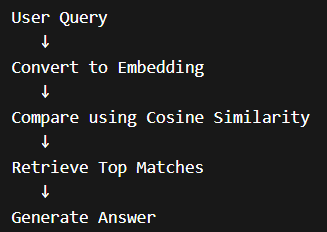 User Query
↓
Convert to Embedding
↓
Compare using Cosine Similarity
↓
Retrieve Top Matches
↓
Generate Answer